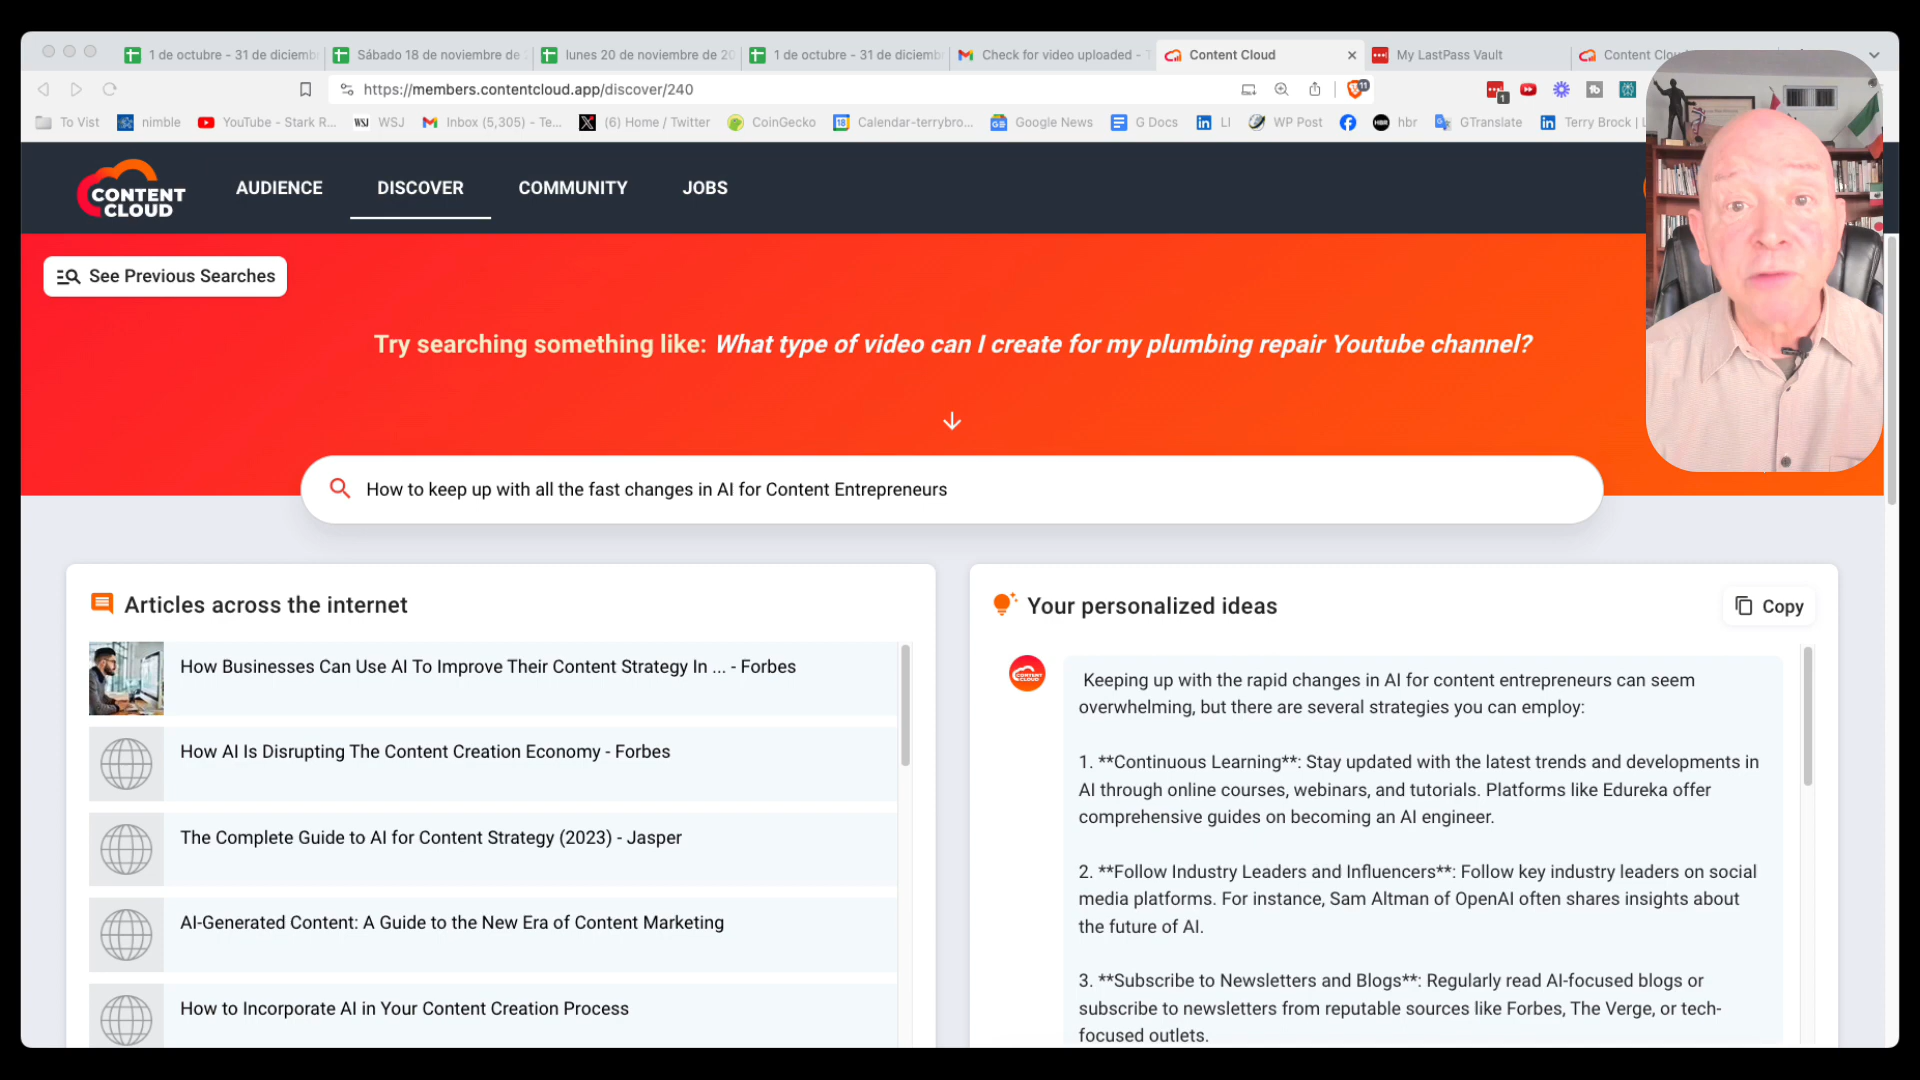 1 de octubre - 31 de diciemb
Sábado 18 de noviembre de
lunes 20 de noviembre de 20
1 de octubre - 31 de diciemb
Check for video uploaded - T
Content Cloud
My LastPass Vault
Content Clou
https://members.contentcloud.app/discover/240
11
1
To Vist
nimble
YouTube - Stark R...
WSJ
WSJ
Inbox (5,305) - Te...
(6) Home / Twitter
CoinGecko
18
Calendar-terrybro...
Google News
G Docs
LI
WP Post
HBR
hbr
GTranslate
Terry Brock | L
CONTENT
CLOUD
AUDIENCE
DISCOVER
COMMUNITY
JOBS
See Previous Searches
Try searching something like: What type of video can I create for my plumbing repair Youtube channel?
How to keep up with all the fast changes in AI for Content Entrepreneurs
Articles across the internet
How Businesses Can Use AI To Improve Their Content Strategy In ... - Forbes
How AI Is Disrupting The Content Creation Economy - Forbes
The Complete Guide to AI for Content Strategy (2023) - Jasper
AI-Generated Content: A Guide to the New Era of Content Marketing
How to Incorporate AI in Your Content Creation Process
Your personalized ideas
Copy
Keeping up with the rapid changes in AI for content entrepreneurs can seem
overwhelming, but there are several strategies you can employ:
1. **Continuous Learning**: Stay updated with the latest trends and developments in
AI through online courses, webinars, and tutorials. Platforms like Edureka offer
comprehensive guides on becoming an AI engineer.
2. **Follow Industry Leaders and Influencers**: Follow key industry leaders on social
media platforms. For instance, Sam Altman of OpenAI often shares insights about
the future of AI.
3. **Subscribe to Newsletters and Blogs**: Regularly read AI-focused blogs or
subscribe to newsletters from reputable sources like Forbes, The Verge, or tech-
focused outlets.